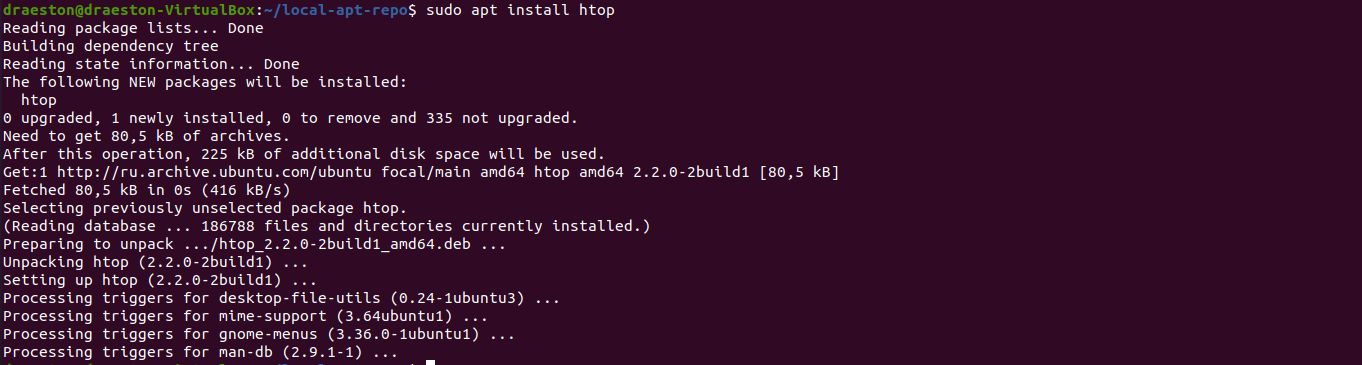 draeston@draeston-VirtualBox:~/local-apt-repo$ sudo apt install htop
Reading package lists... Done
Building dependency tree
Reading state information... Done
The following NEW packages will be installed:
  htop
0 upgraded, 1 newly installed, 0 to remove and 335 not upgraded.
Need to get 80,5 kB of archives.
After this operation, 225 kB of additional disk space will be used.
Get:1 http://ru.archive.ubuntu.com/ubuntu focal/main amd64 htop amd64 2.2.0-2build1 [80,5 kB]
Fetched 80,5 kB in 0s (416 kB/s)
Selecting previously unselected package htop.
(Reading database ... 186788 files and directories currently installed.)
Preparing to unpack .../htop_2.2.0-2build1_amd64.deb ...
Unpacking htop (2.2.0-2build1) ...
Setting up htop (2.2.0-2build1) ...
Processing triggers for desktop-file-utils (0.24-1ubuntu3) ...
Processing triggers for mime-support (3.64ubuntu1) ...
Processing triggers for gnome-menus (3.36.0-1ubuntu1) ...
Processing triggers for man-db (2.9.1-1) ...